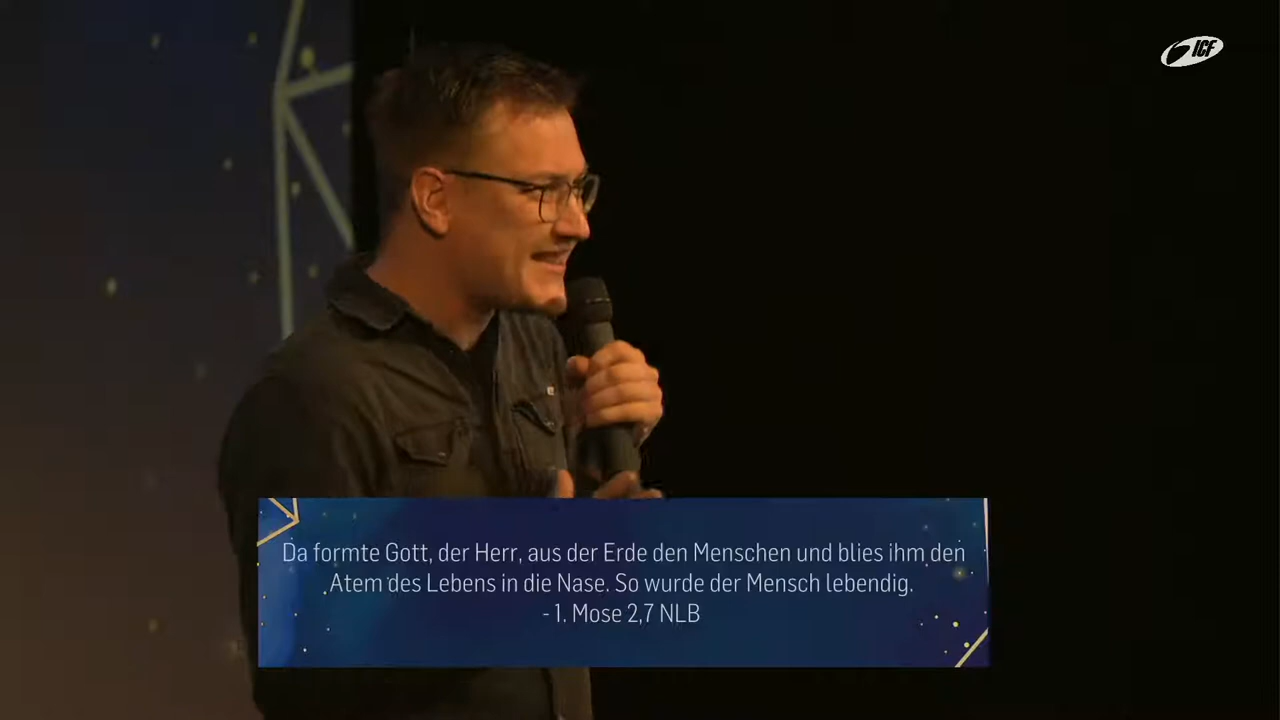 ICF
Da formte Gott, der Herr, aus der Erde den Menschen und blies ihm den
Atem des Lebens in die Nase. So wurde der Mensch lebendig.
- 1. Mose 2,7 NLB